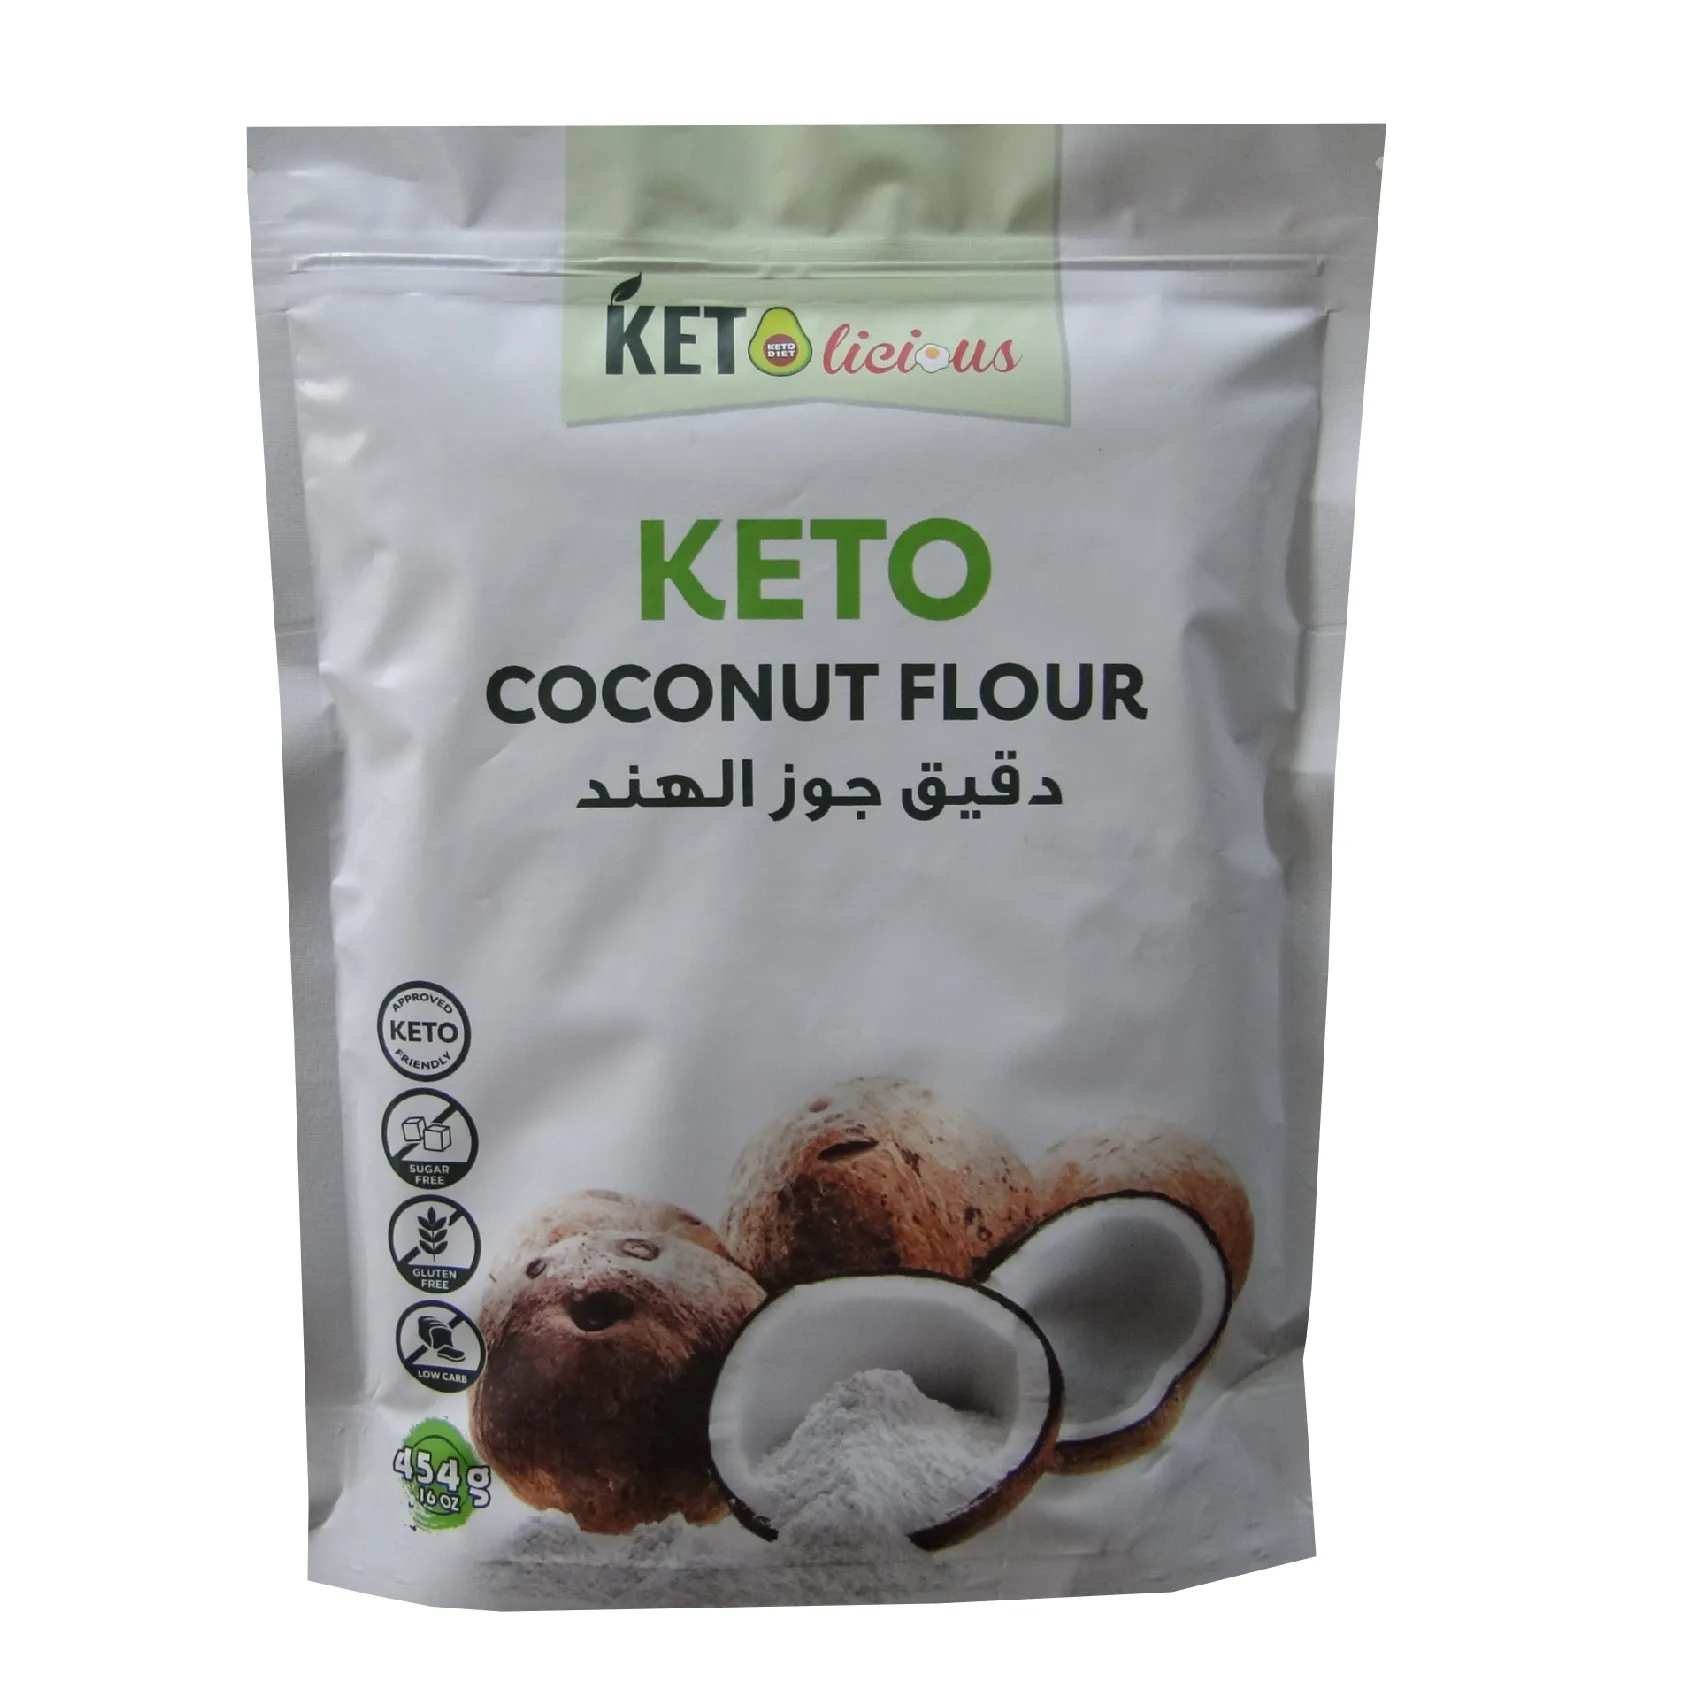 KETOlicious
KETO
DIET
KETO
COCONUT FLOUR
دقيق جوز الهند
APPROVED
KETO
FRIENDLY
SUGAR
FREE
GLUTEN
FREE
LOW CARB
454g
16 OZ